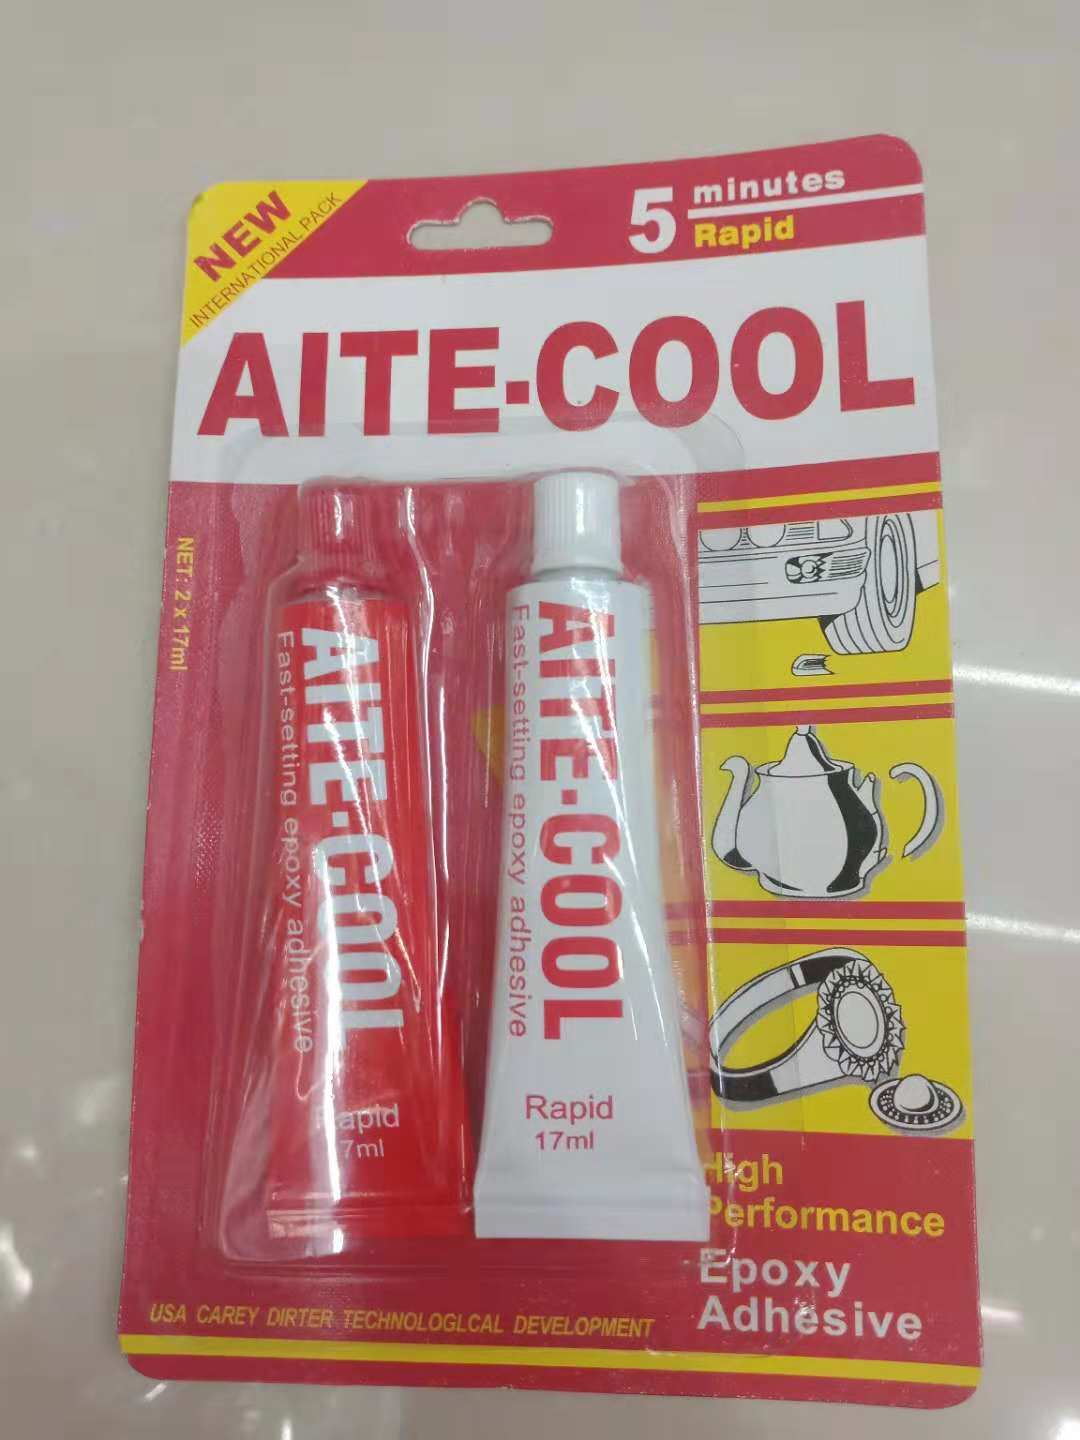 NEW
INTERNATIONAL PACK
5 minutes
Rapid
AITE-COOL
NET: 2 x 17ml
AITE-COOL
Fast-setting epoxy adhesive
Rapid
17ml
AITE-COOL
Fast-setting epoxy adhesive
Rapid
17ml
High
Performance
Epoxy
Adhesive
USA CAREY DIRTER TECHNOLOGLCAL DEVELOPMENT